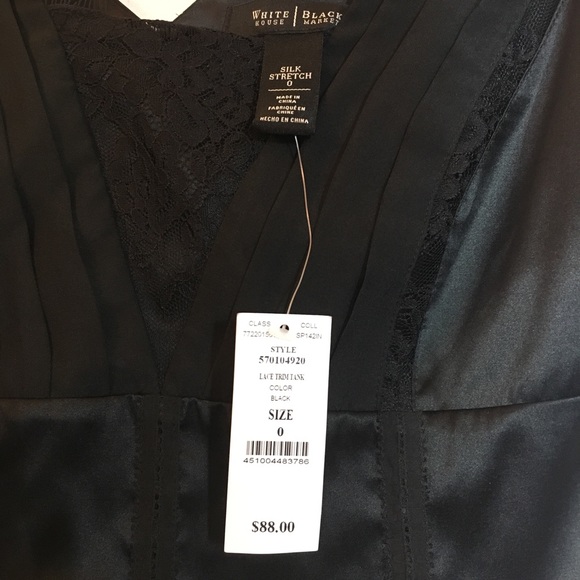 WHITE HOUSE | BLACK MARKET
SILK
STRETCH
0
MADE IN
CHINA
FABRIQUÉ EN
CHINE
HECHO EN CHINA
CLASS COLL
SP142IN
STYLE
570104920
LACE TRIM TANK
COLOR
BLACK
SIZE
0
451004483786
$88.00